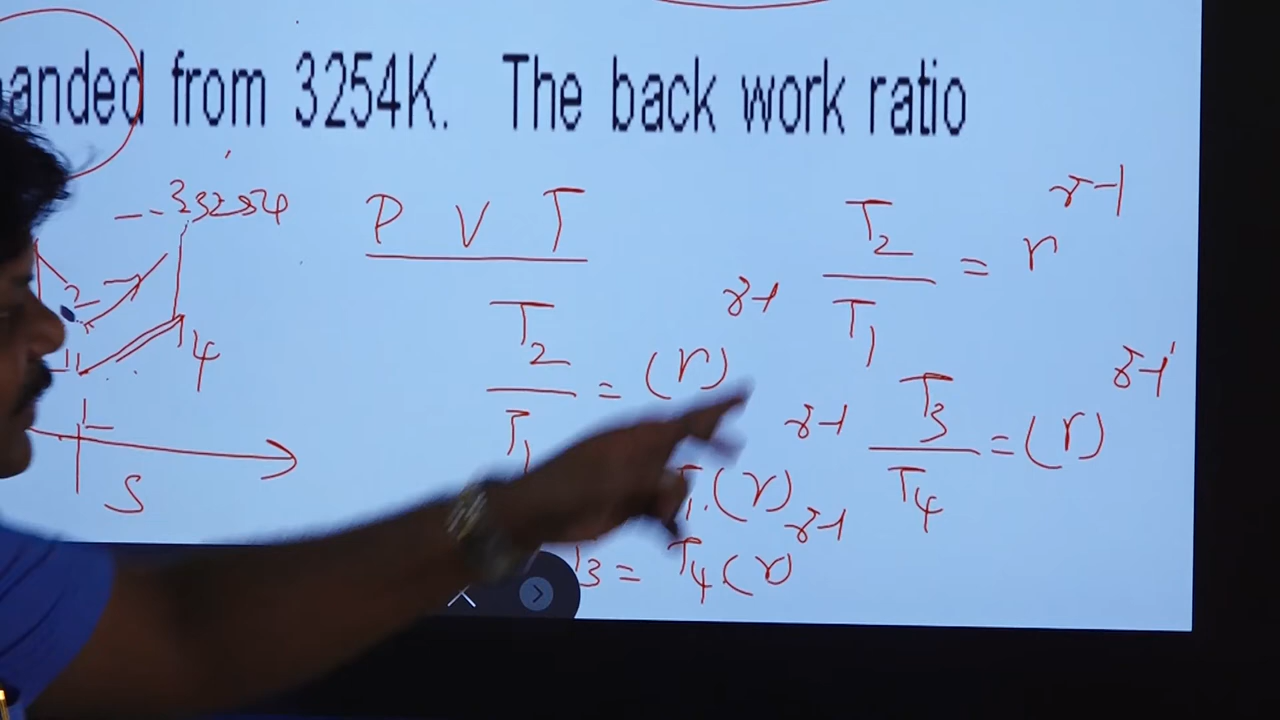 anded from 3254K. The back work ratio
3 3254
P V T
T2 / T1 = r^γ-1
2
T2 / T1 = (r)^γ-1
1
4
T3 / T4 = (r)^γ-1
S
T1.(r)^γ-1
T3 = T4.(r)^γ-1